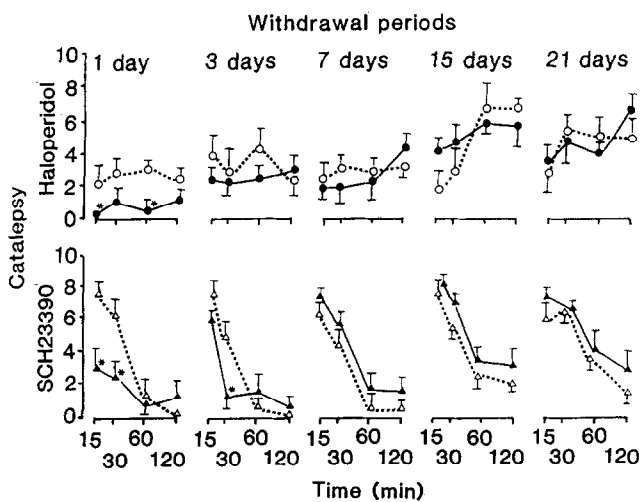 Withdrawal periods
1 day 3 days 7 days 15 days 21 days
Catalepsy
Haloperidol
10
8
6
4
2
0
* *
SCH23390
10
8
6
4
2
0
* * *
15 60 15 60 15 60 15 60 15 60
30 120 30 120 30 120 30 120 30 120
Time (min)